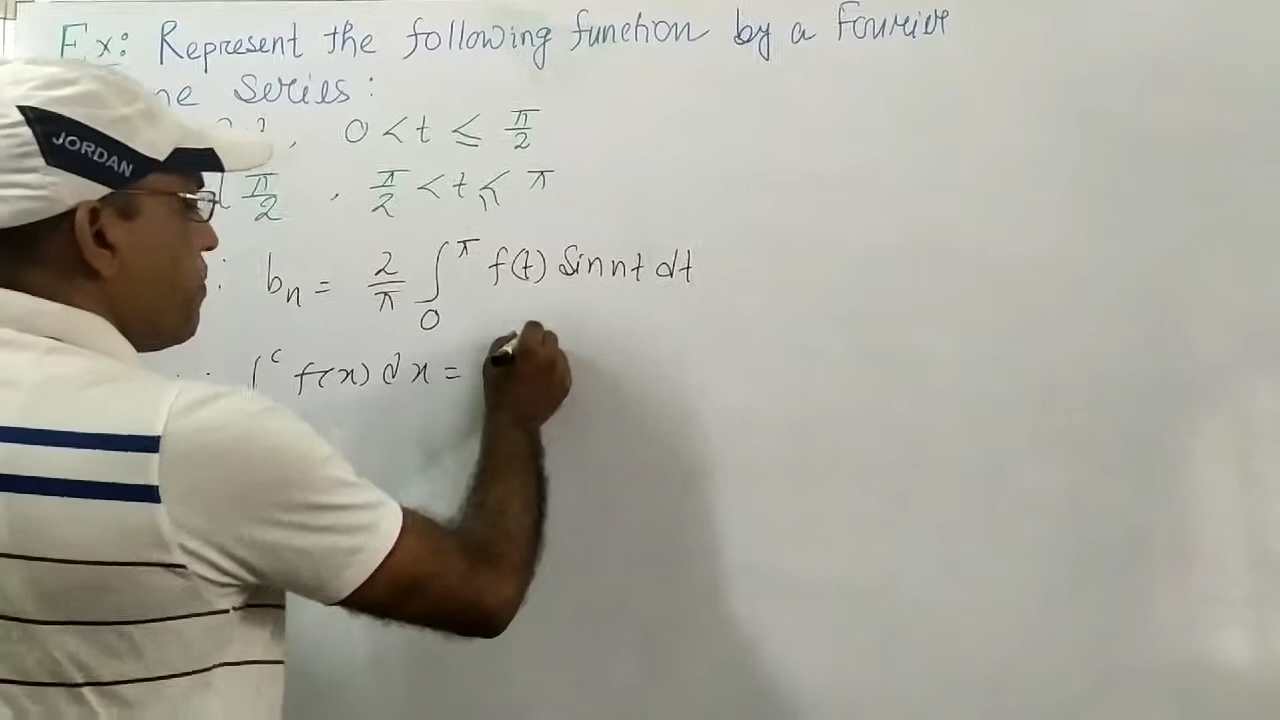 Ex: Represent the following function by a Fourier
series:
, 0 < t ≤ π/2
π/2 , π/2 < t ≤ π
: bn = 2/π ∫₀^π f(t) Sin nt dt
∫^c f(x) dx =
JORDAN